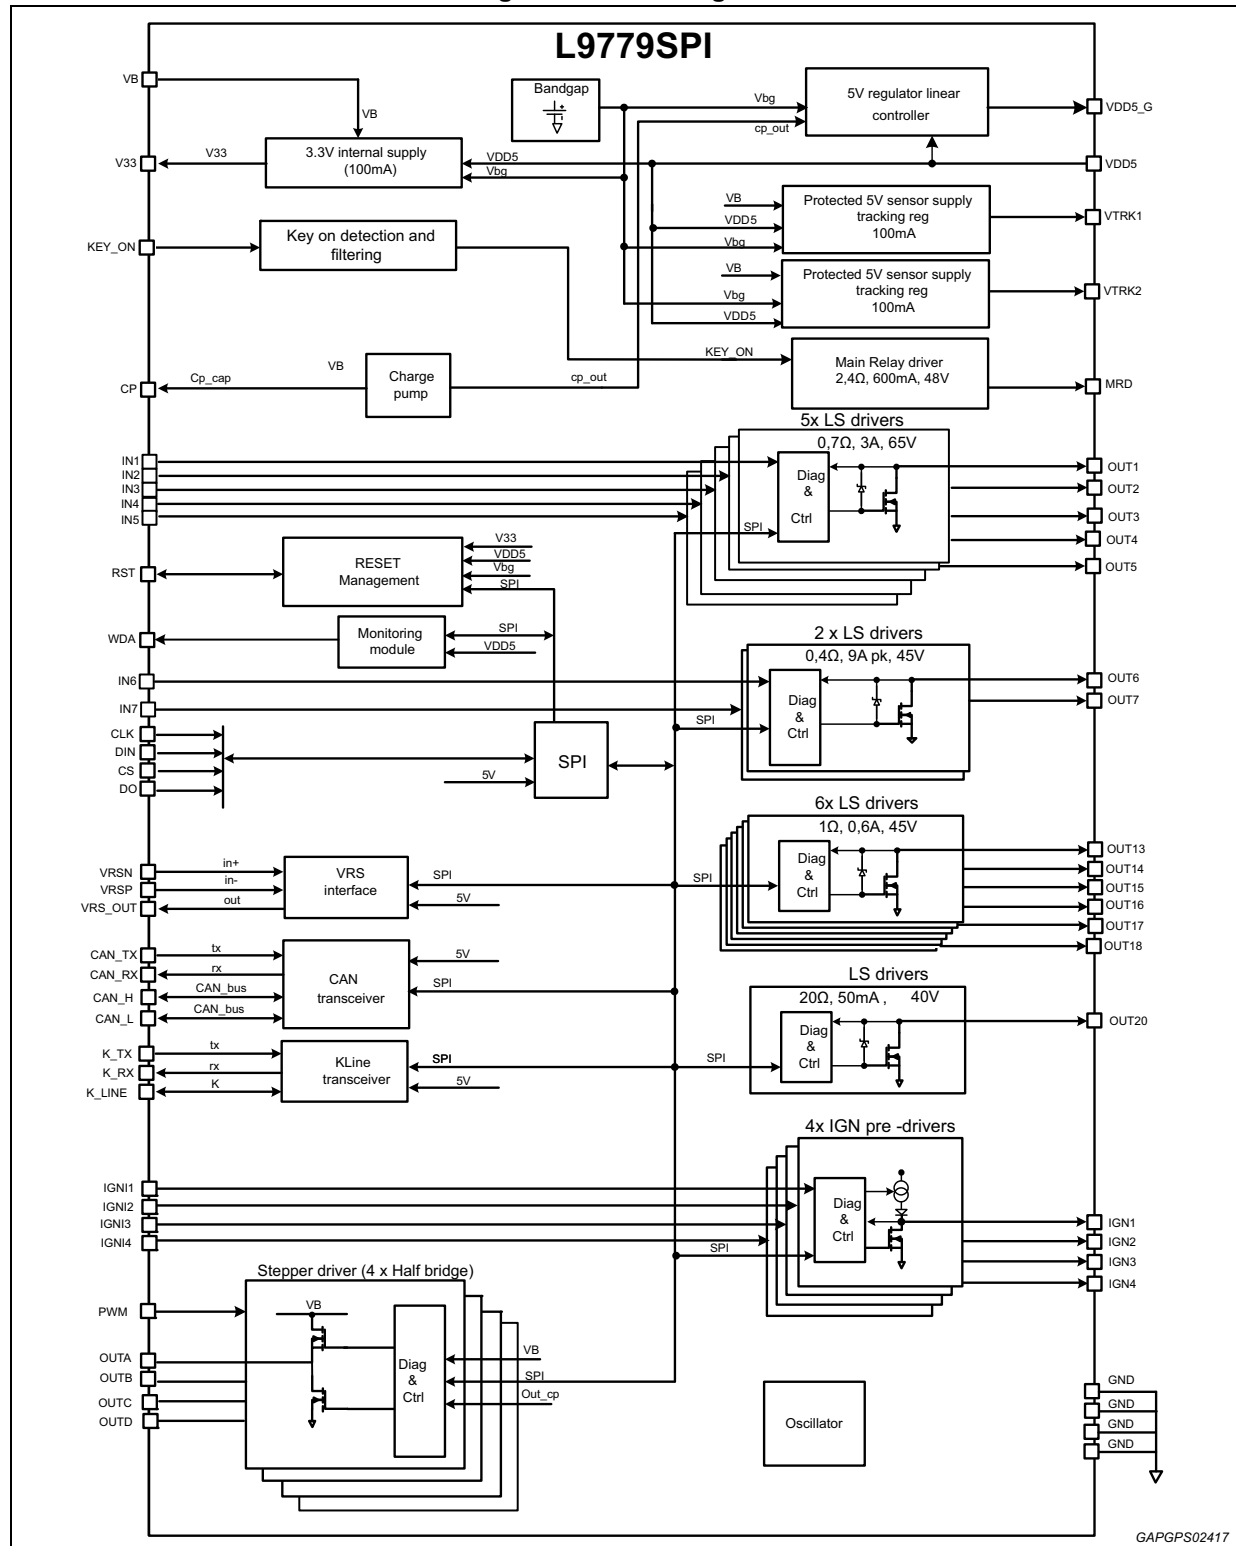 L9779SPI
VB
VB
Bandgap
Vbg
cp_out
5V regulator linear
controller
VDD5_G
V33
V33
3.3V internal supply
(100mA)
VDD5
Vbg
VDD5
VB
VDD5
Vbg
Protected 5V sensor supply
tracking reg
100mA
VTRK1
KEY_ON
Key on detection and
filtering
VB
Vbg
VDD5
Protected 5V sensor supply
tracking reg
100mA
VTRK2
KEY_ON
Main Relay driver
2,4Ω, 600mA, 48V
MRD
CP
Cp_cap
VB
Charge
pump
cp_out
5x LS drivers
0,7Ω, 3A, 65V
IN1
IN2
IN3
IN4
IN5
Diag
&
Ctrl
SPI
OUT1
OUT2
OUT3
OUT4
OUT5
RST
RESET
Management
V33
VDD5
Vbg
SPI
WDA
Monitoring
module
SPI
VDD5
2 x LS drivers
0,4Ω, 9A pk, 45V
IN6
IN7
Diag
&
Ctrl
SPI
OUT6
OUT7
CLK
DIN
CS
DO
5V
SPI
6x LS drivers
1Ω, 0,6A, 45V
Diag
&
Ctrl
SPI
OUT13
OUT14
OUT15
OUT16
OUT17
OUT18
VRSN
VRSP
VRS_OUT
in+
in-
out
VRS
interface
SPI
5V
CAN_TX
CAN_RX
CAN_H
CAN_L
tx
rx
CAN_bus
CAN_bus
CAN
transceiver
5V
SPI
LS drivers
20Ω, 50mA , 40V
Diag
&
Ctrl
SPI
OUT20
K_TX
K_RX
K_LINE
tx
rx
K
KLine
transceiver
SPI
5V
4x IGN pre -drivers
IGNI1
IGNI2
IGNI3
IGNI4
Diag
&
Ctrl
SPI
IGN1
IGN2
IGN3
IGN4
Stepper driver (4 x Half bridge)
PWM
OUTA
OUTB
OUTC
OUTD
VB
Diag
&
Ctrl
VB
SPI
Out_cp
Oscillator
GND
GND
GND
GND
GAPGPS02417